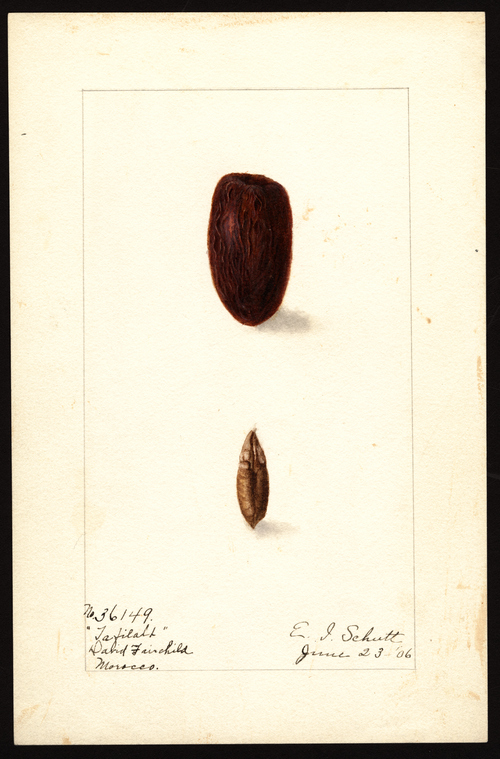 No. 36149.
"Tafilalt"
David Fairchild
Morocco.
E. I. Schutt
June 23 '06